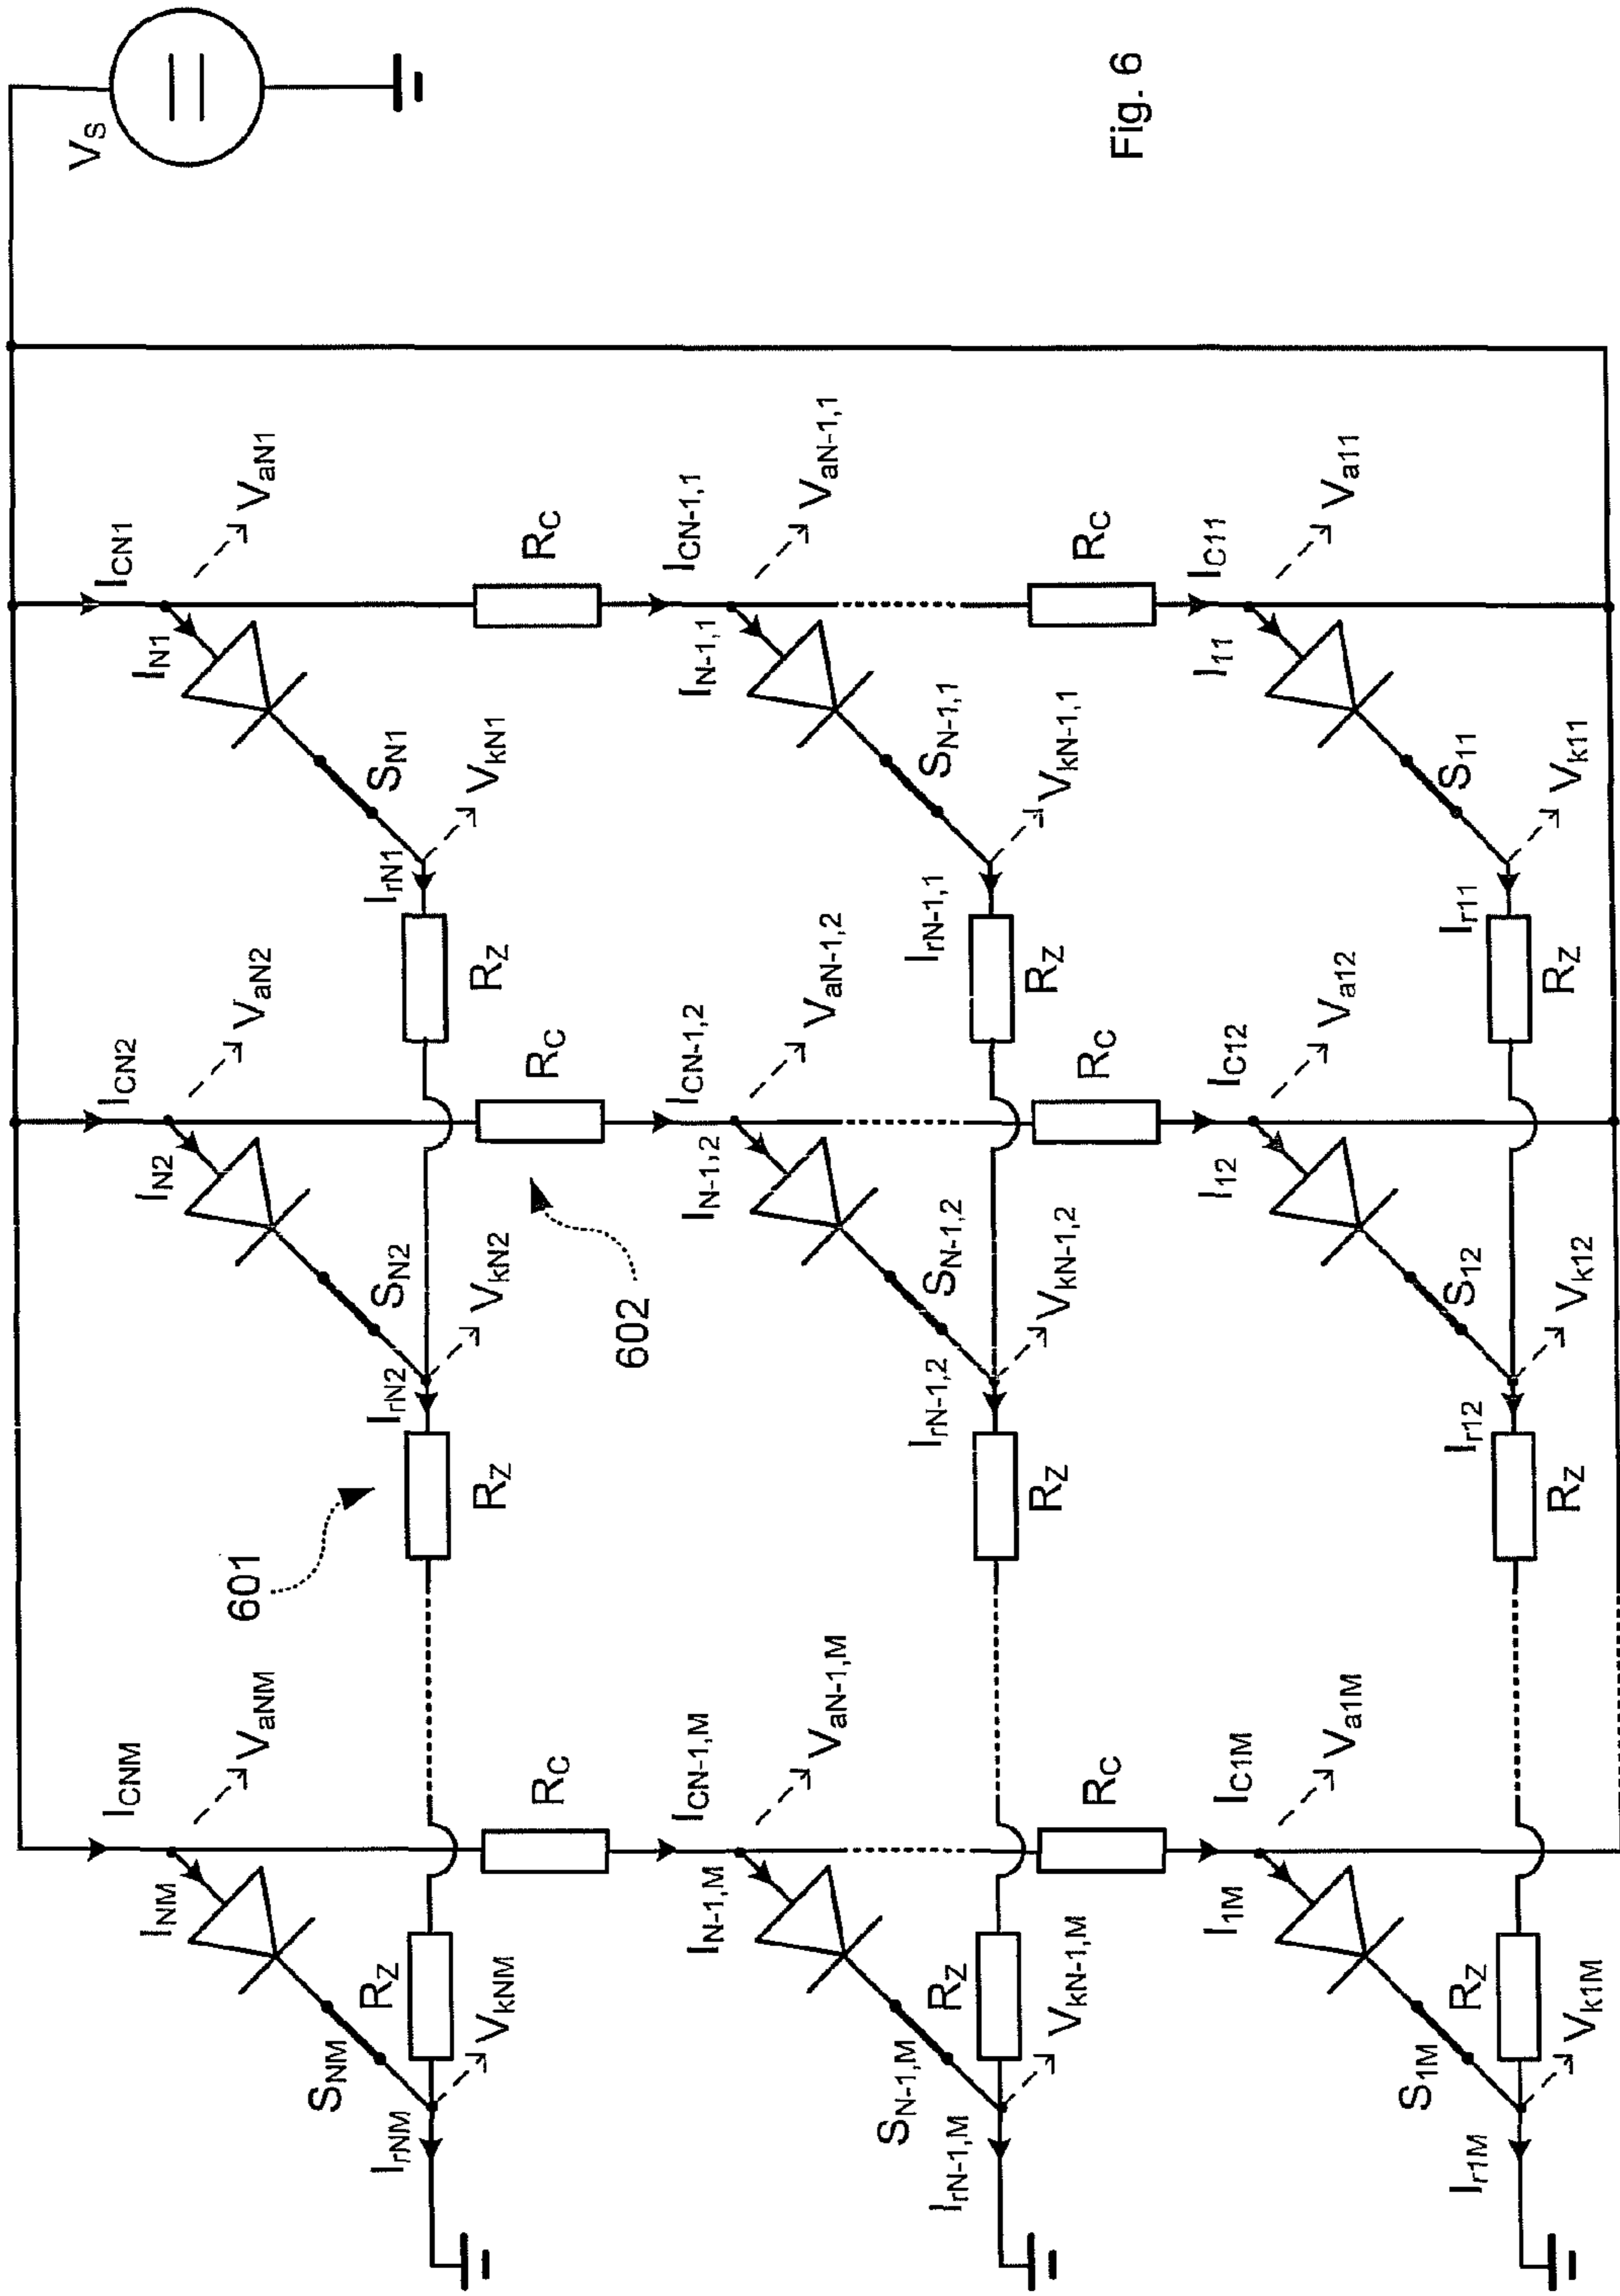 VS
ICN1
VaN1
IN1
SN1
VkN1
IrN1
RZ
RC
ICN-1,1
VaN-1,1
IN-1,1
SN-1,1
VkN-1,1
IrN-1,1
RZ
RC
IC11
Va11
I11
S11
Vk11
Ir11
RZ
ICN2
VaN2
IN2
SN2
VkN2
IrN2
RZ
RC
ICN-1,2
VaN-1,2
IN-1,2
SN-1,2
VkN-1,2
IrN-1,2
RZ
RC
IC12
Va12
I12
S12
Vk12
Ir12
RZ
601
602
ICNM
VaNM
INM
SNM
VkNM
IrNM
RZ
RC
ICN-1,M
VaN-1,M
IN-1,M
SN-1,M
VkN-1,M
IrN-1,M
RZ
RC
IC1M
Va1M
I1M
S1M
Vk1M
Ir1M
RZ
Fig. 6